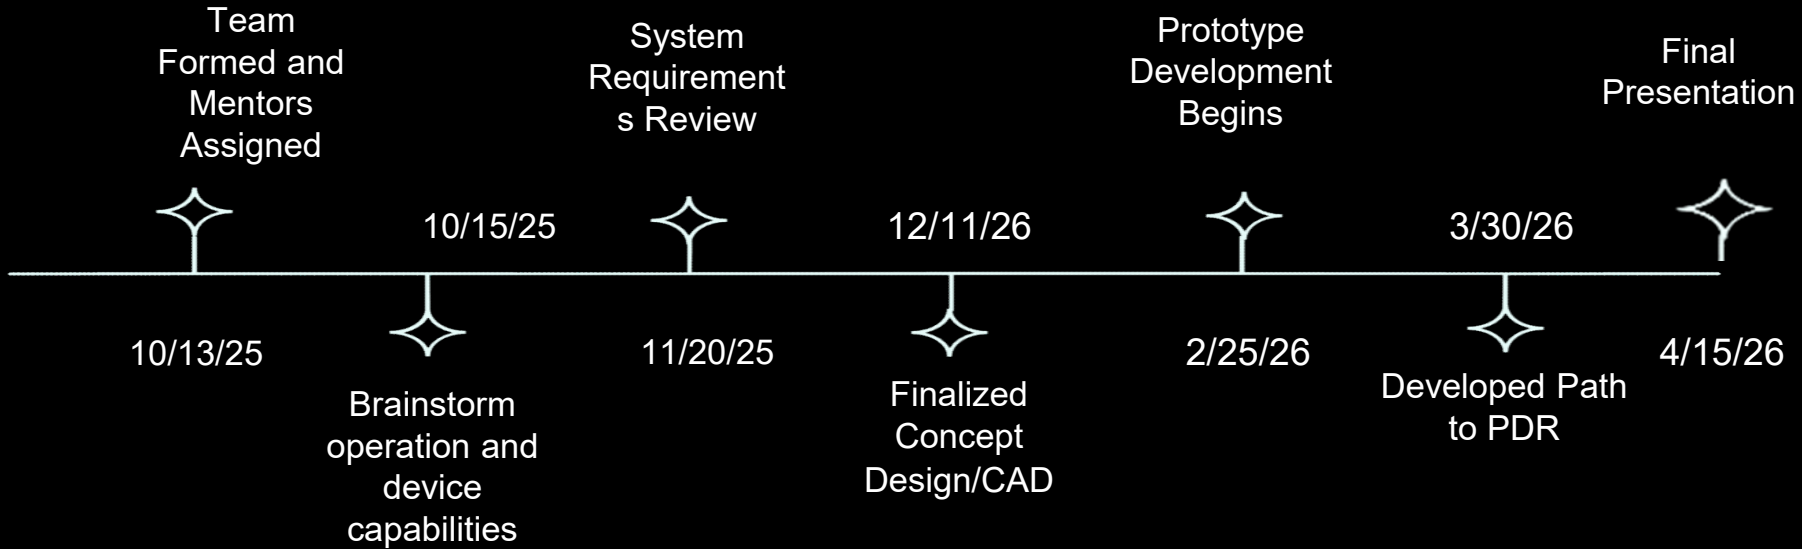 Team
Formed and
Mentors
Assigned
10/13/25
10/15/25
Brainstorm
operation and
device
capabilities
System
Requirement
s Review
11/20/25
12/11/26
Finalized
Concept
Design/CAD
Prototype
Development
Begins
2/25/26
3/30/26
Developed Path
to PDR
Final
Presentation
4/15/26